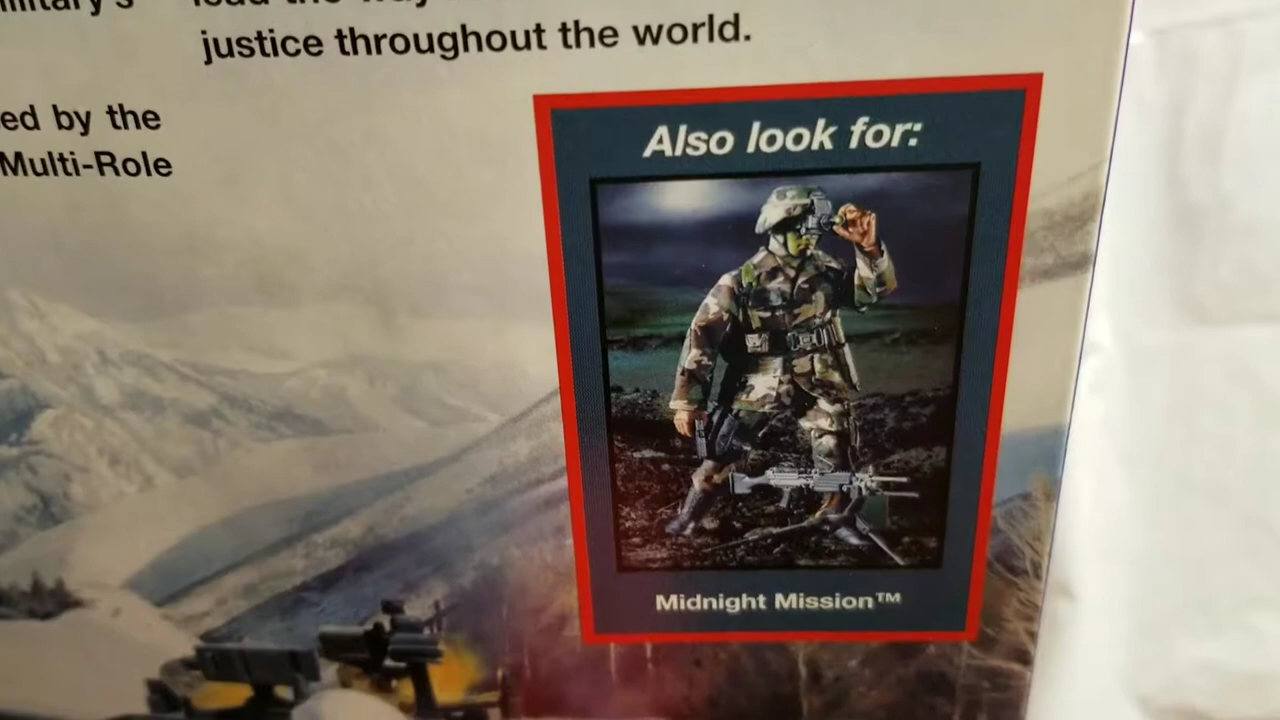 justice throughout the world.
ed by the
Multi-Role
Also look for:
Midnight Mission™